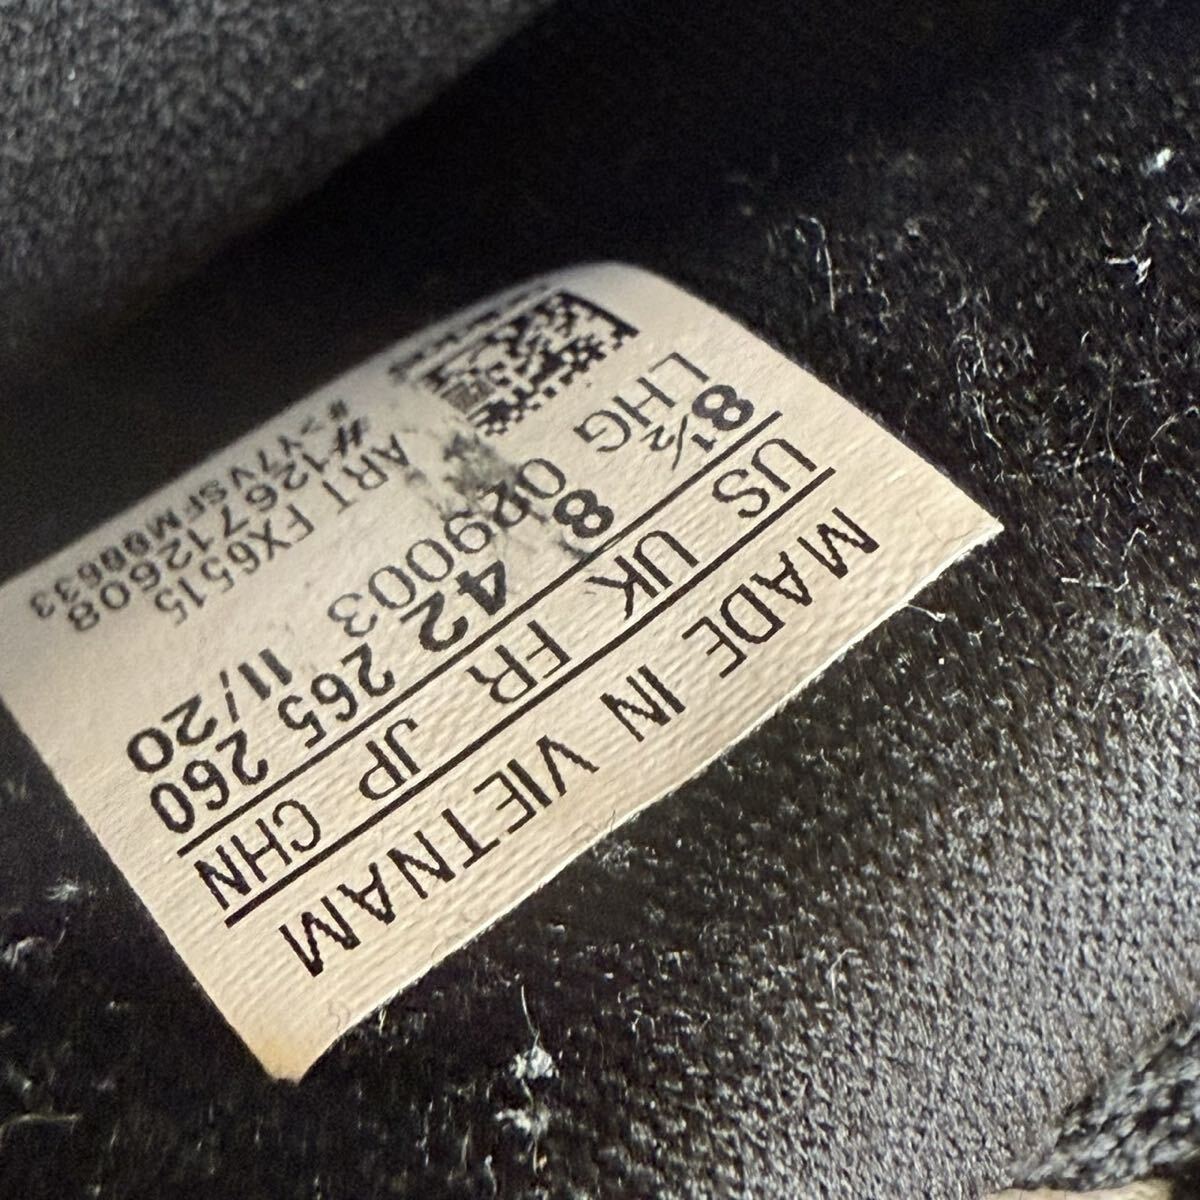 MADE IN VIETNAM
US UK FR JP CHN
8½ 8 42 265 260
LHG 029003 11/20
ART FX6515
#126712608
#>Y7VSFM0063